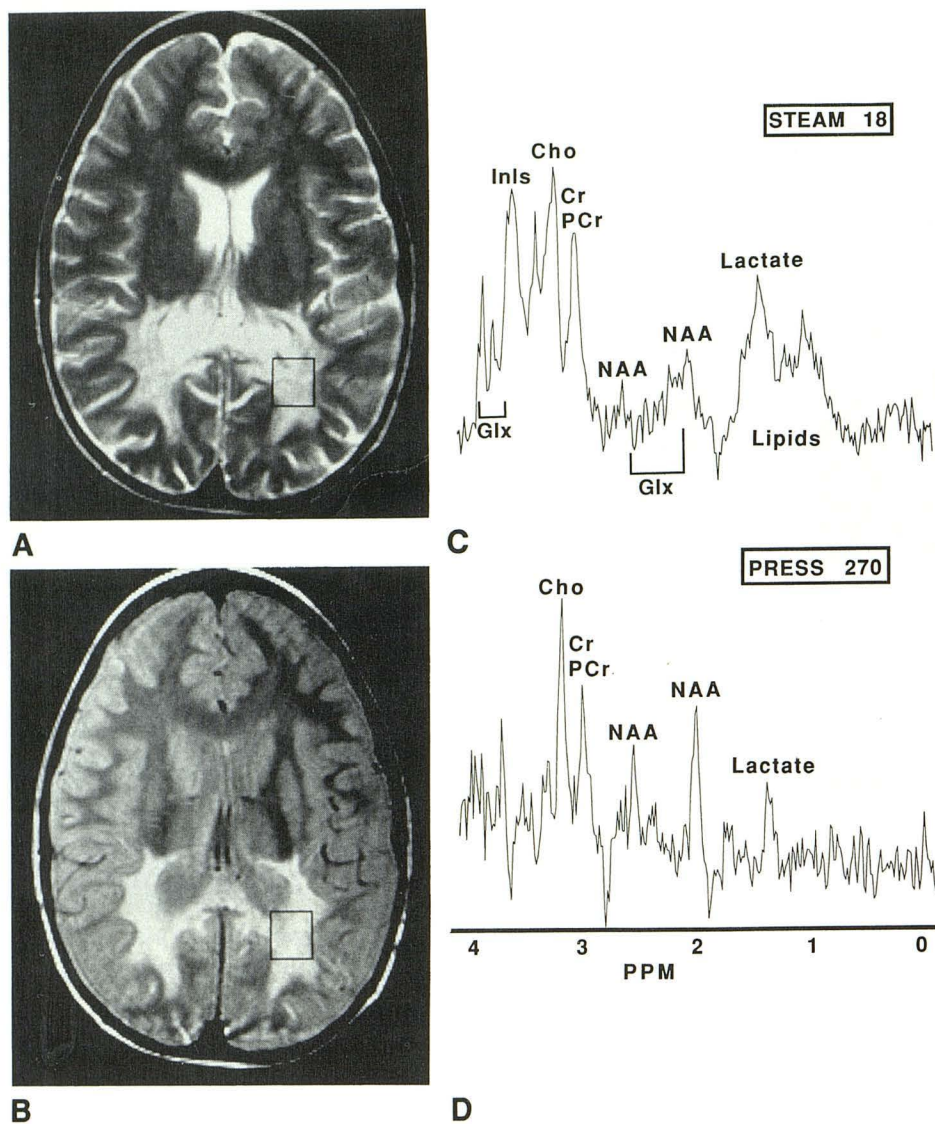 A
B
C
STEAM 18
InIs
Cho
Cr
PCr
Lactate
NAA
NAA
Glx
Glx
Lipids
D
PRESS 270
Cho
Cr
PCr
NAA
NAA
Lactate
4 3 2 1 0
PPM